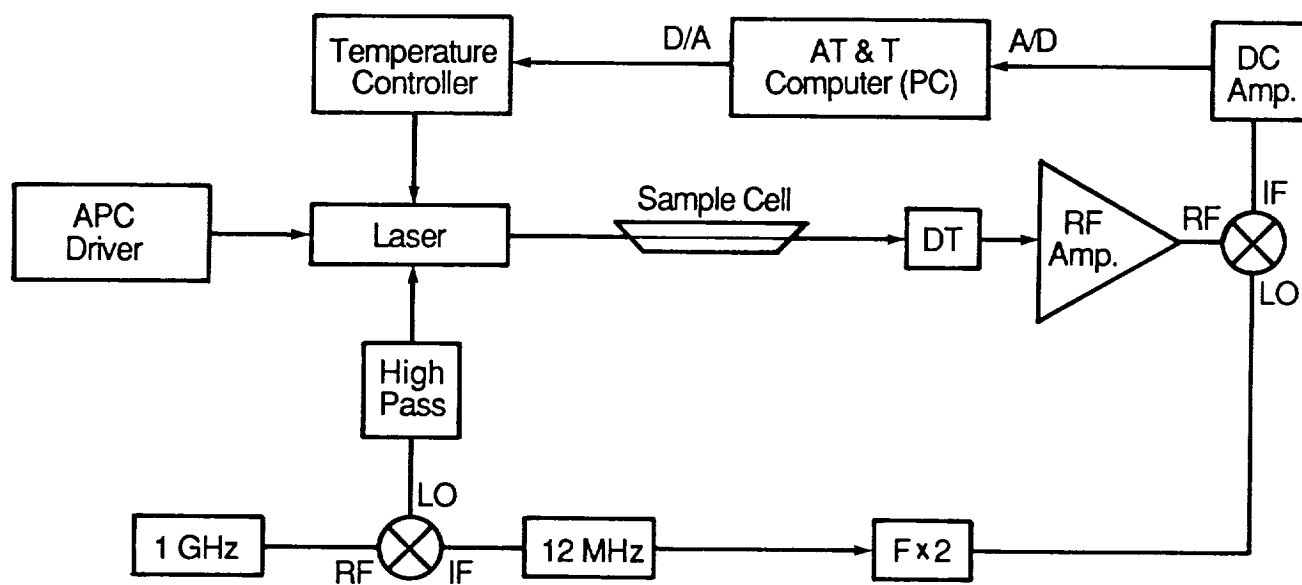 Temperature
Controller
D/A
AT & T
Computer (PC)
A/D
DC
Amp.
APC
Driver
Laser
Sample Cell
DT
RF
Amp.
RF
IF
LO
High
Pass
LO
1 GHz
RF
IF
12 MHz
F x 2